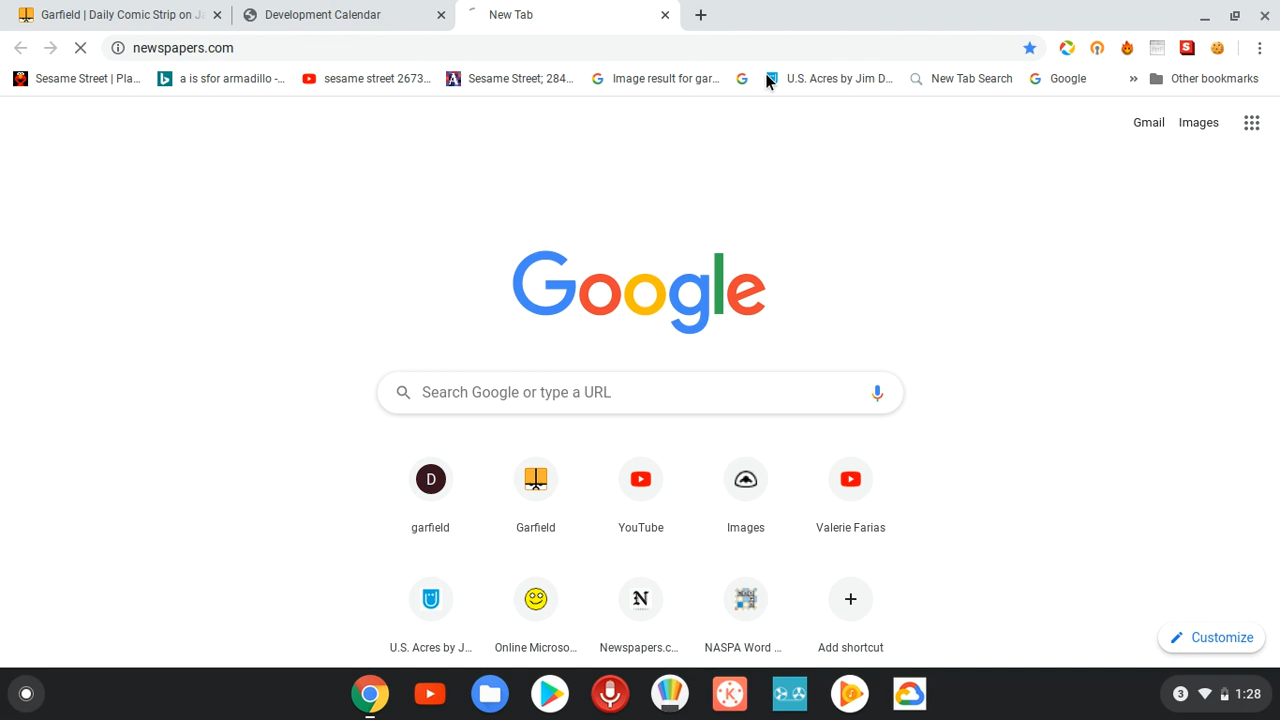 Garfield | Daily Comic Strip on Ja
Development Calendar
New Tab
newspapers.com
Sesame Street | Pla...
a is sfor armadillo -...
sesame street 2673...
Sesame Street; 284...
Image result for gar...
U.S. Acres by Jim D...
New Tab Search
Google
Other bookmarks
Gmail
Images
Google
Search Google or type a URL
D
garfield
Garfield
YouTube
Images
Valerie Farias
U.S. Acres by J...
Online Microso...
N
Newspapers.c...
NASPA Word ...
Add shortcut
Customize
3
1:28